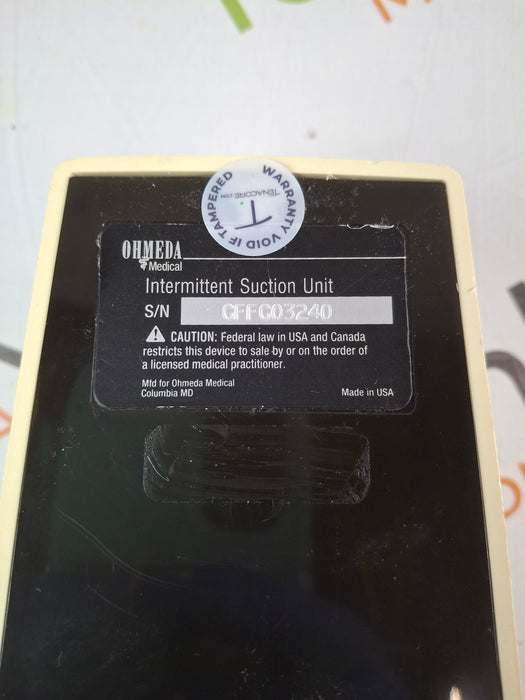 WARRANTY VOID IF TAMPERED
TENACORE.COM
T
OHMEDA
Medical
Intermittent Suction Unit
S/N GFFG03240
CAUTION: Federal law in USA and Canada
restricts this device to sale by or on the order of
a licensed medical practitioner.
Mfd for Ohmeda Medical
Columbia MD
Made in USA